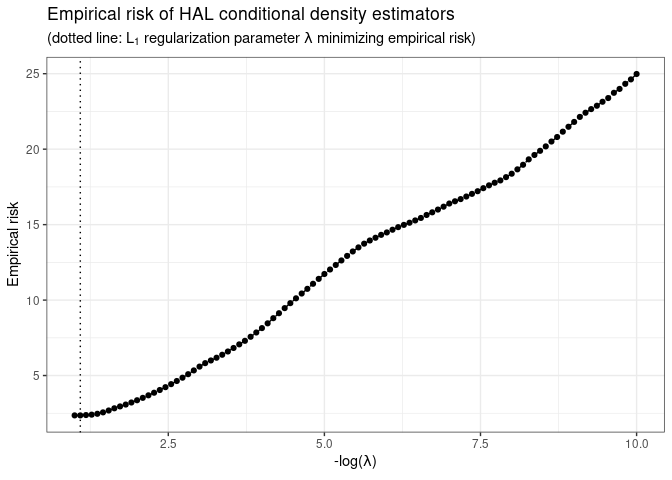 Empirical risk of HAL conditional density estimators
(dotted line: L₁ regularization parameter λ minimizing empirical risk)
25
20
15
10
5
Empirical risk
2.5 5.0 7.5 10.0
-log(λ)